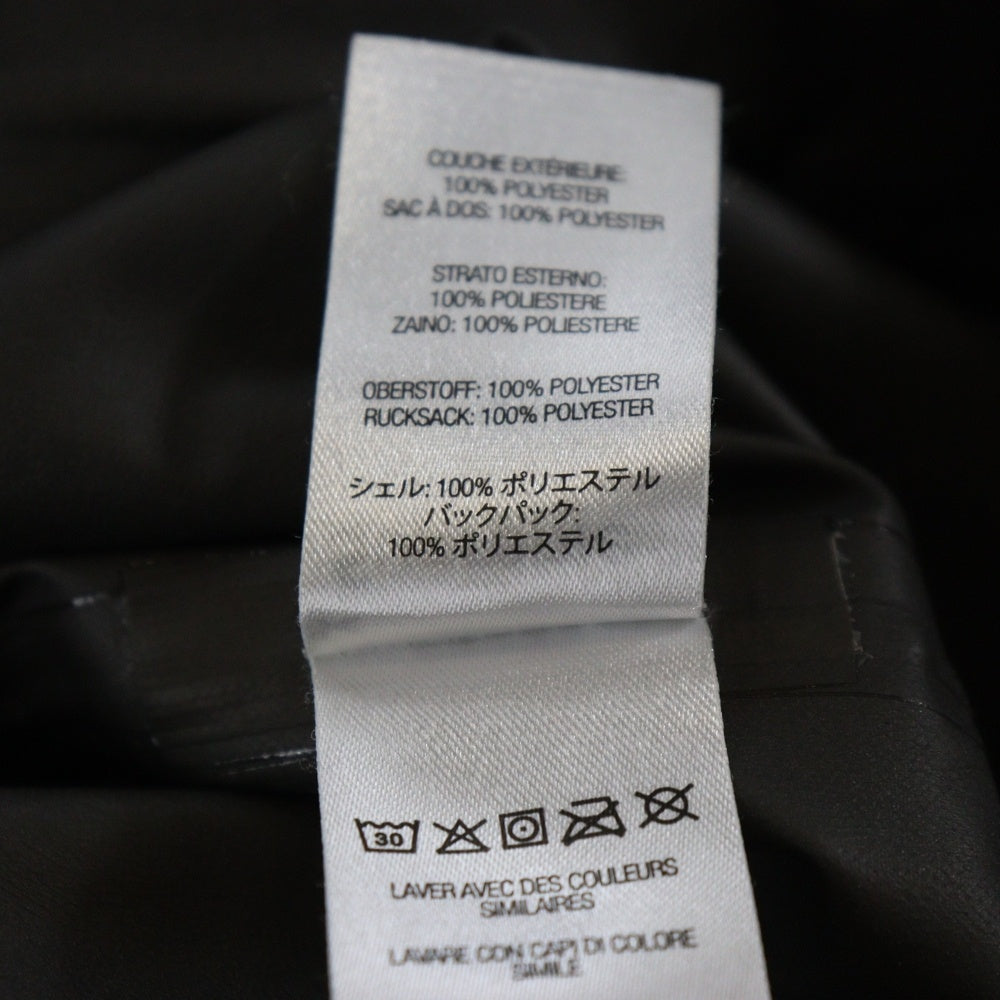 COUCHE EXTÉRIEURE:
100% POLYESTER
SAC À DOS: 100% POLYESTER
STRATO ESTERNO:
100% POLIESTERE
ZAINO: 100% POLIESTERE
OBERSTOFF: 100% POLYESTER
RUCKSACK: 100% POLYESTER
シェル: 100% ポリエステル
バックパック:
100% ポリエステル
30
LAVER AVEC DES COULEURS
SIMILAIRES
LAVARE CON CAPI DI COLORE
SIMILE